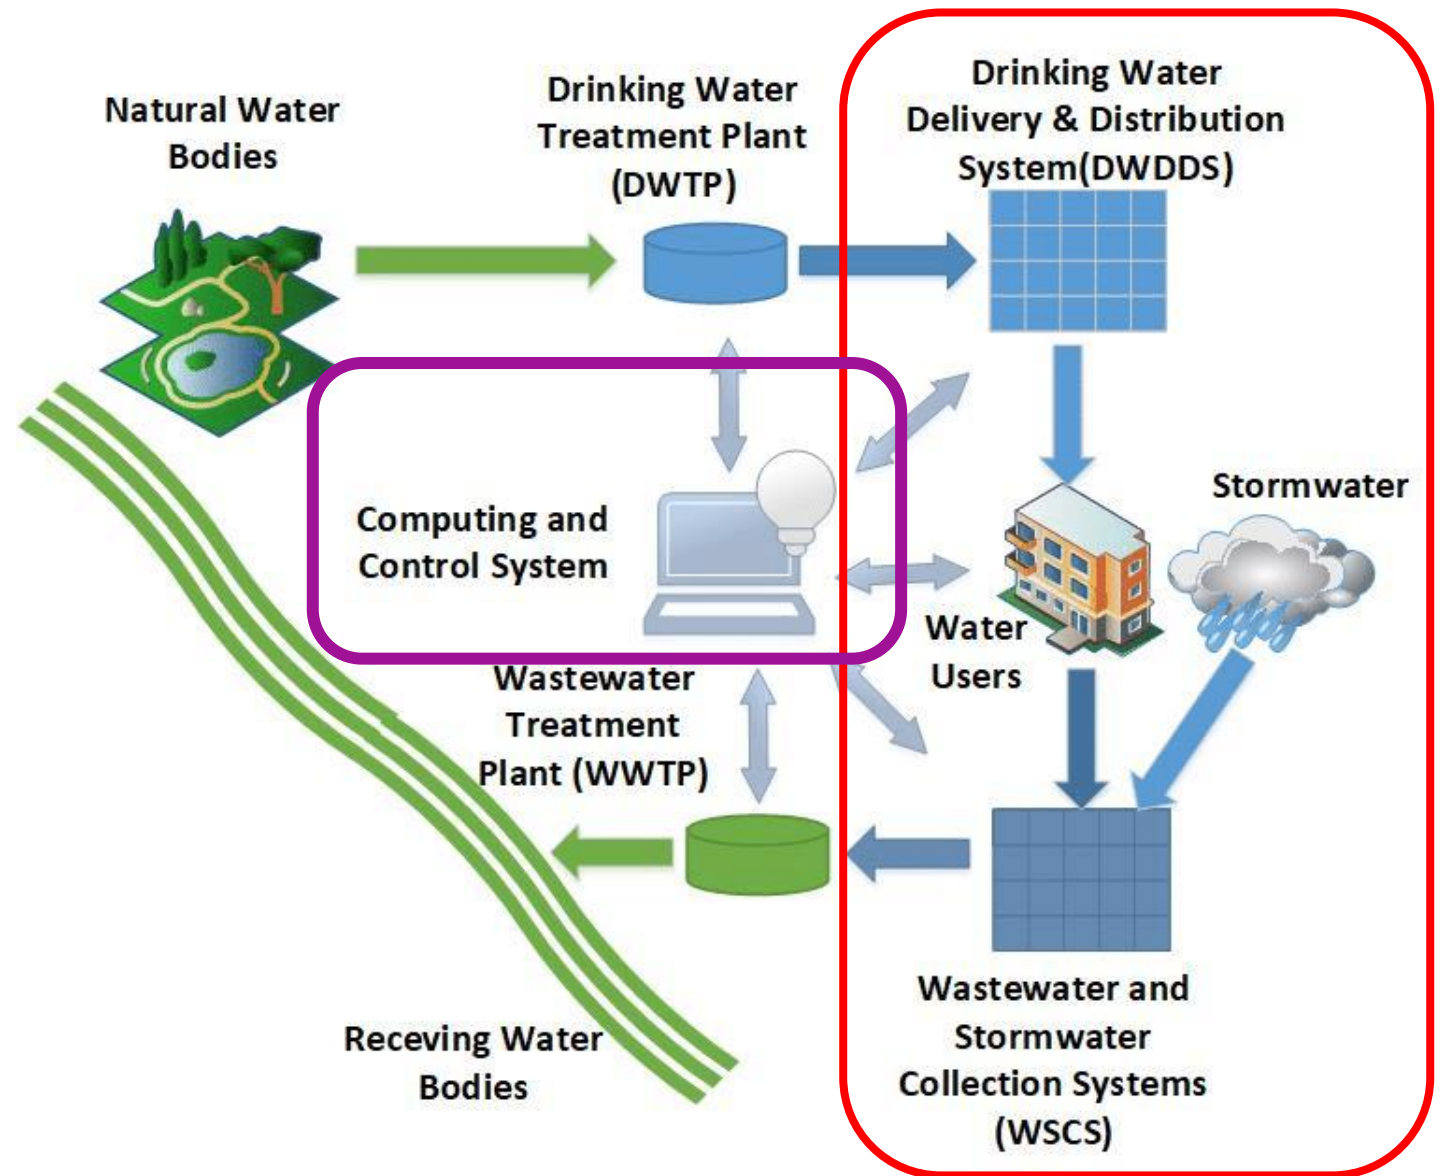 Natural Water
Bodies
Drinking Water
Treatment Plant
(DWTP)
Drinking Water
Delivery & Distribution
System(DWDDS)
Computing and
Control System
Stormwater
Water
Users
Wastewater
Treatment
Plant (WWTP)
Receving Water
Bodies
Wastewater and
Stormwater
Collection Systems
(WSCS)